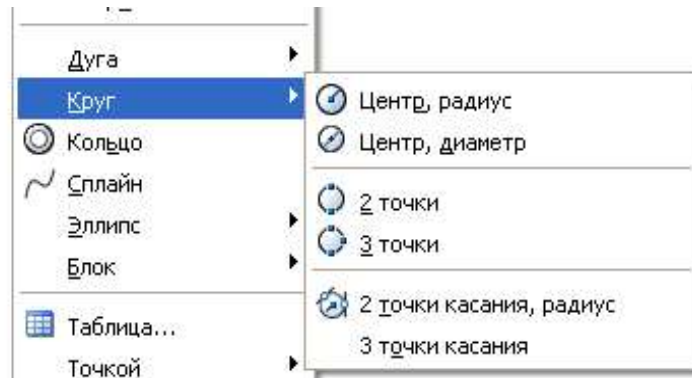 Дуга
Круг
Кольцо
Сплайн
Эллипс
Блок
Таблица...
Точкой
Центр, радиус
Центр, диаметр
2 точки
3 точки
2 точки касания, радиус
3 точки касания